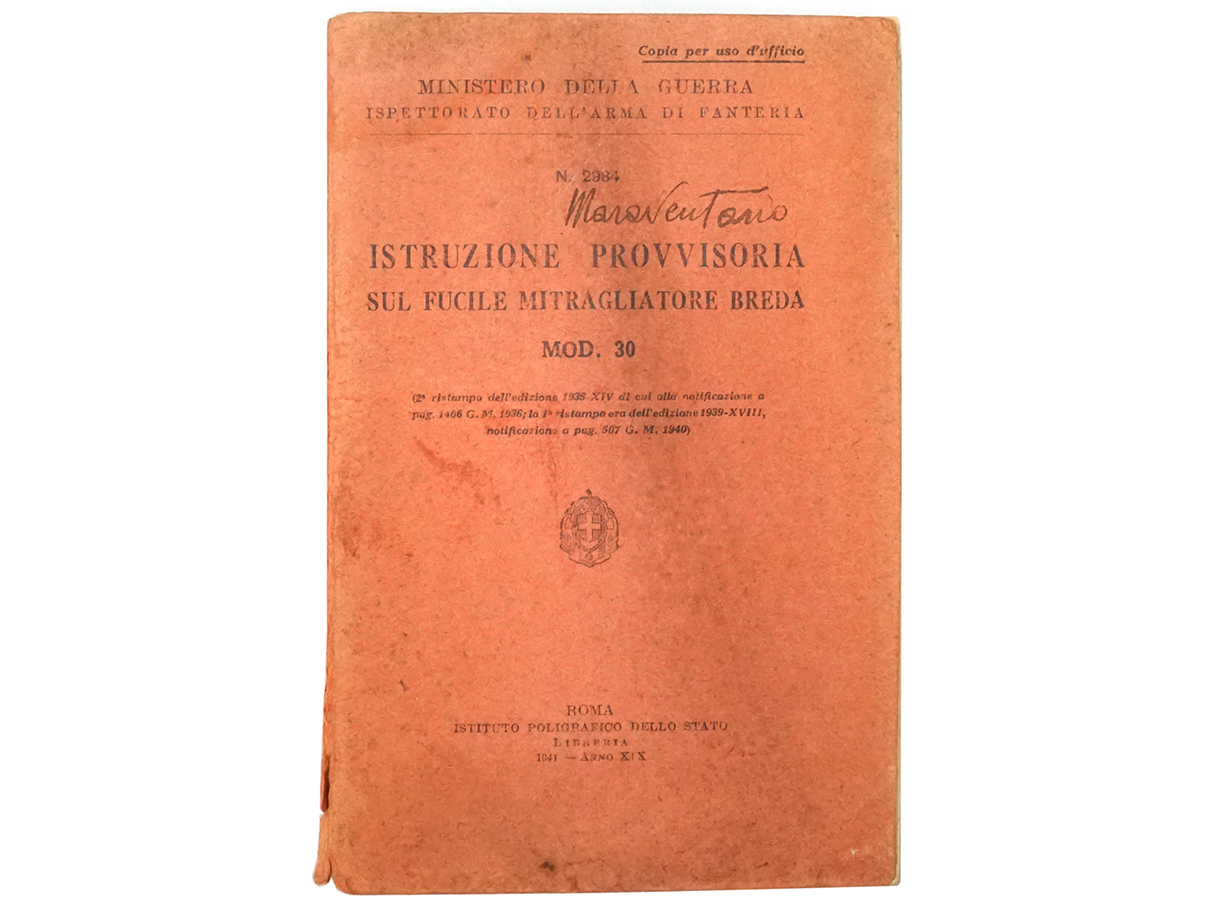 Copia per uso d'ufficio
MINISTERO DELLA GUERRA
ISPETTORATO DELL'ARMA DI FANTERIA
N. 2984
Maraventano
ISTRUZIONE PROVVISORIA
SUL FUCILE MITRAGLIATORE BREDA
MOD. 30
(2ª ristampa dell'edizione 1936-XIV di cui alla notificazione a
pag. 1406 G. M. 1936; la 1ª ristampa era dell'edizione 1939-XVIII,
notificazione a pag. 507 G. M. 1940)
ROMA
ISTITUTO POLIGRAFICO DELLO STATO
LIBRERIA
1941 — ANNO XIX